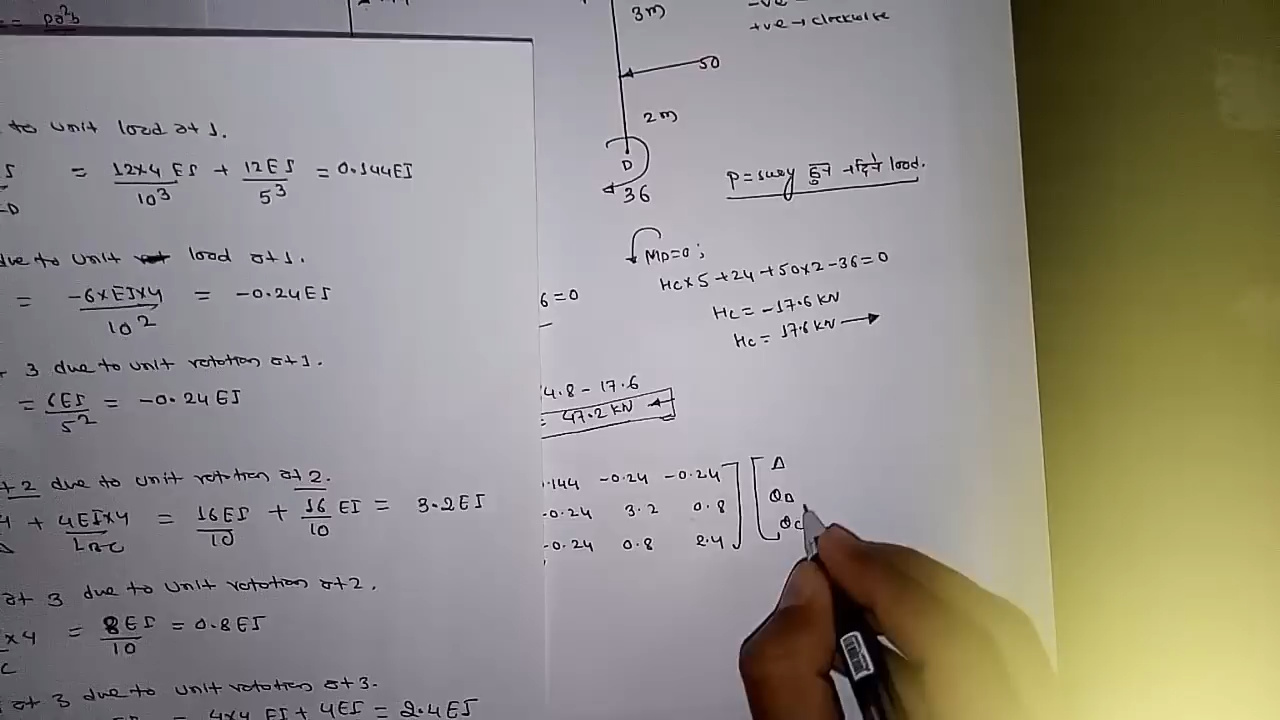 = Pa²b
to unit load at 1.
= 12x4 EI + 12EI = 0.144EI
10³ 5³
due to unit load at 1.
= -6xEIx4 = -0.24EI
10²
3 due to unit rotation at 1.
= 6EI = -0.24EI
5²
+ 2 due to unit rotation at 2.
+ 4EIx4 = 16EI + 16 EI = 3.2EI
LBC 10 10
at 3 due to unit rotation at 2.
x4 = 8EI = 0.8EI
10
at 3 due to unit rotation at 3.
= 4x4 EI + 4EI = 2.4EI
3m
-ve
+ve → clockwise
50
2m
D
36
P = sway
load.
MD=0;
6=0
Hc x 5 + 24 + 50x2 - 36 = 0
Hc = -17.6 KN
Hc = 17.6 KN →
4.8 - 17.6
= 47.2 KN ←
.144 -0.24 -0.24 Δ
-0.24 3.2 0.8
-0.24 0.8 2.4 θc